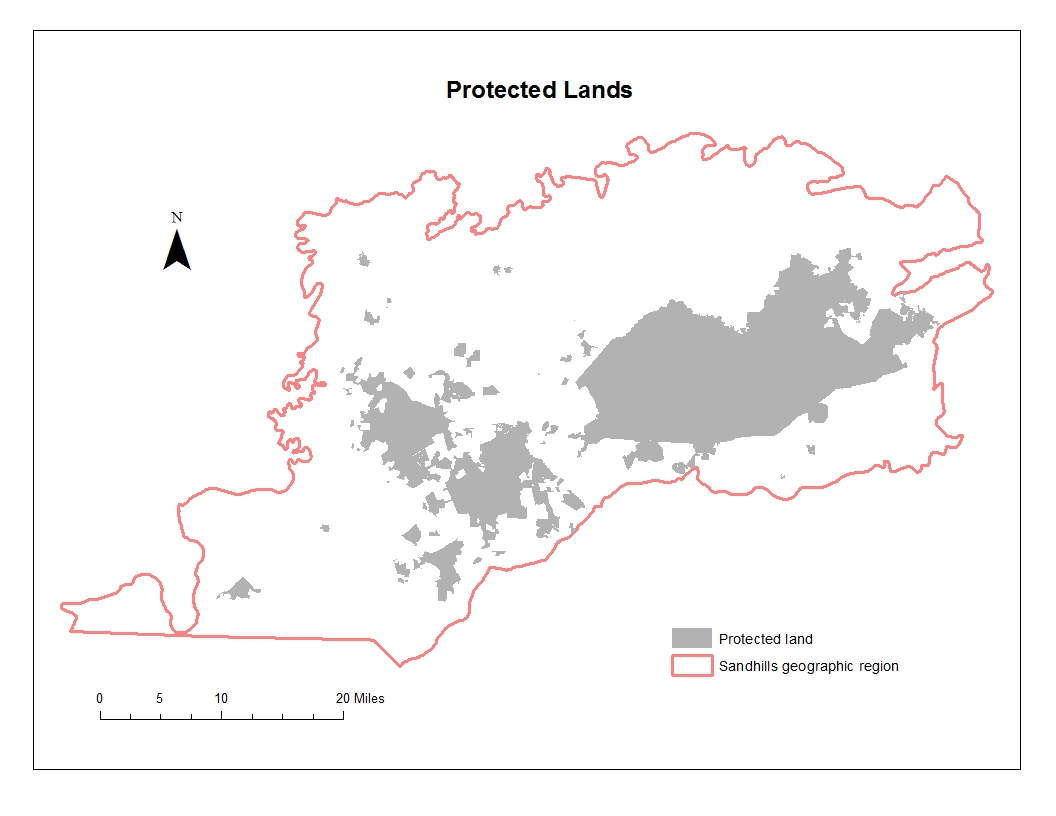 Protected Lands
N
Protected land
Sandhills geographic region
0 5 10 20 Miles